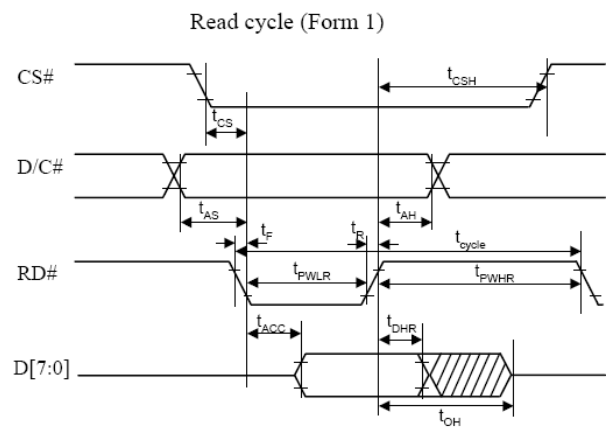 Read cycle (Form 1)
CS#
tCSH
tCS
D/C#
tAS
tF
tR
tAH
tcycle
RD#
tPWLR
tPWHR
tACC
tDHR
D[7:0]
tOH